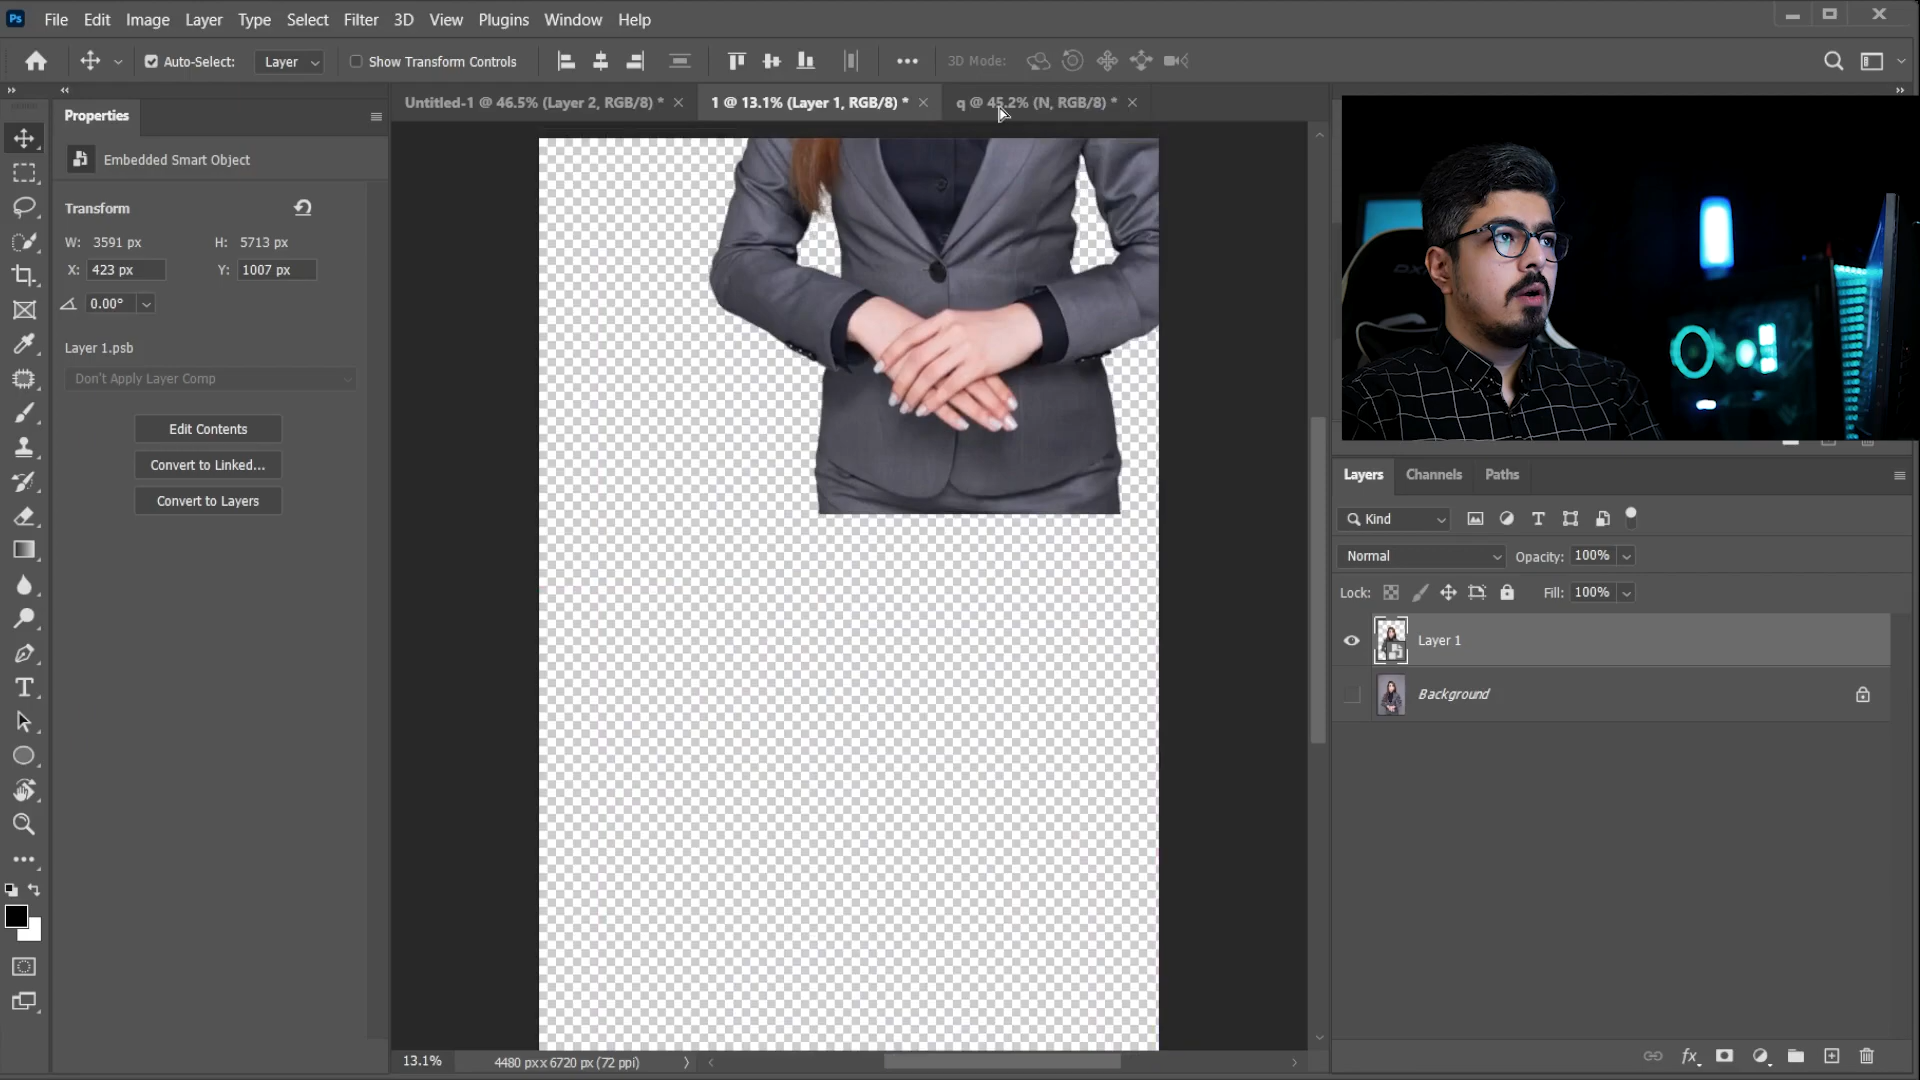 Ps File Edit Image Layer Type Select Filter 3D View Plugins Window Help
Auto-Select: Layer Show Transform Controls 3D Mode:
Untitled-1 @ 46.5% (Layer 2, RGB/8) * × 1 @ 13.1% (Layer 1, RGB/8) * × q @ 45.2% (N, RGB/8) * ×
Properties
Embedded Smart Object
Transform
W: 3591 px H: 5713 px
X: 423 px Y: 1007 px
0.00°
Layer 1.psb
Don't Apply Layer Comp
Edit Contents
Convert to Linked...
Convert to Layers
Layers Channels Paths
Kind
Normal Opacity: 100%
Lock: Fill: 100%
Layer 1
Background
13.1% 4480 px x 6720 px (72 ppi)